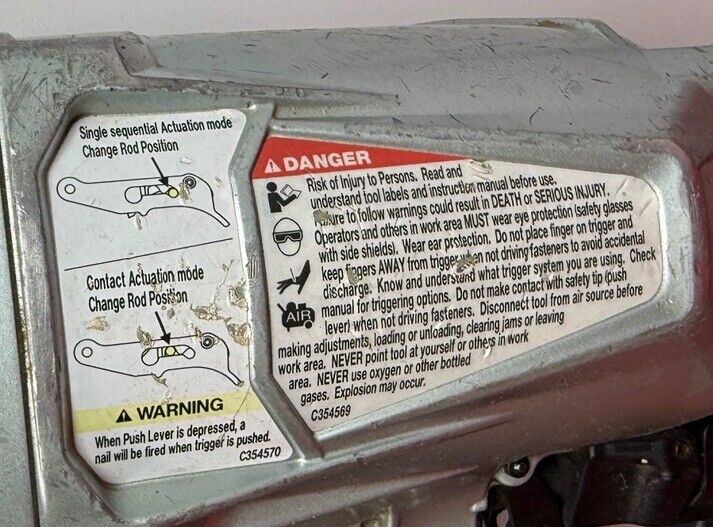 Single sequential Actuation mode
Change Rod Position
Contact Actuation mode
Change Rod Position
WARNING
When Push Lever is depressed, a
nail will be fired when trigger is pushed.
C354570
DANGER
Risk of Injury to Persons. Read and
understand tool labels and instruction manual before use.
Failure to follow warnings could result in DEATH or SERIOUS INJURY.
Operators and others in work area MUST wear eye protection (safety glasses
with side shields). Wear ear protection. Do not place finger on trigger and
keep fingers AWAY from trigger when not driving fasteners to avoid accidental
discharge. Know and understand what trigger system you are using. Check
manual for triggering options. Do not make contact with safety tip (push
lever) when not driving fasteners. Disconnect tool from air source before
making adjustments, loading or unloading, clearing jams or leaving
work area. NEVER point tool at yourself or others in work
area. NEVER use oxygen or other bottled
gases. Explosion may occur.
C354569
AIR